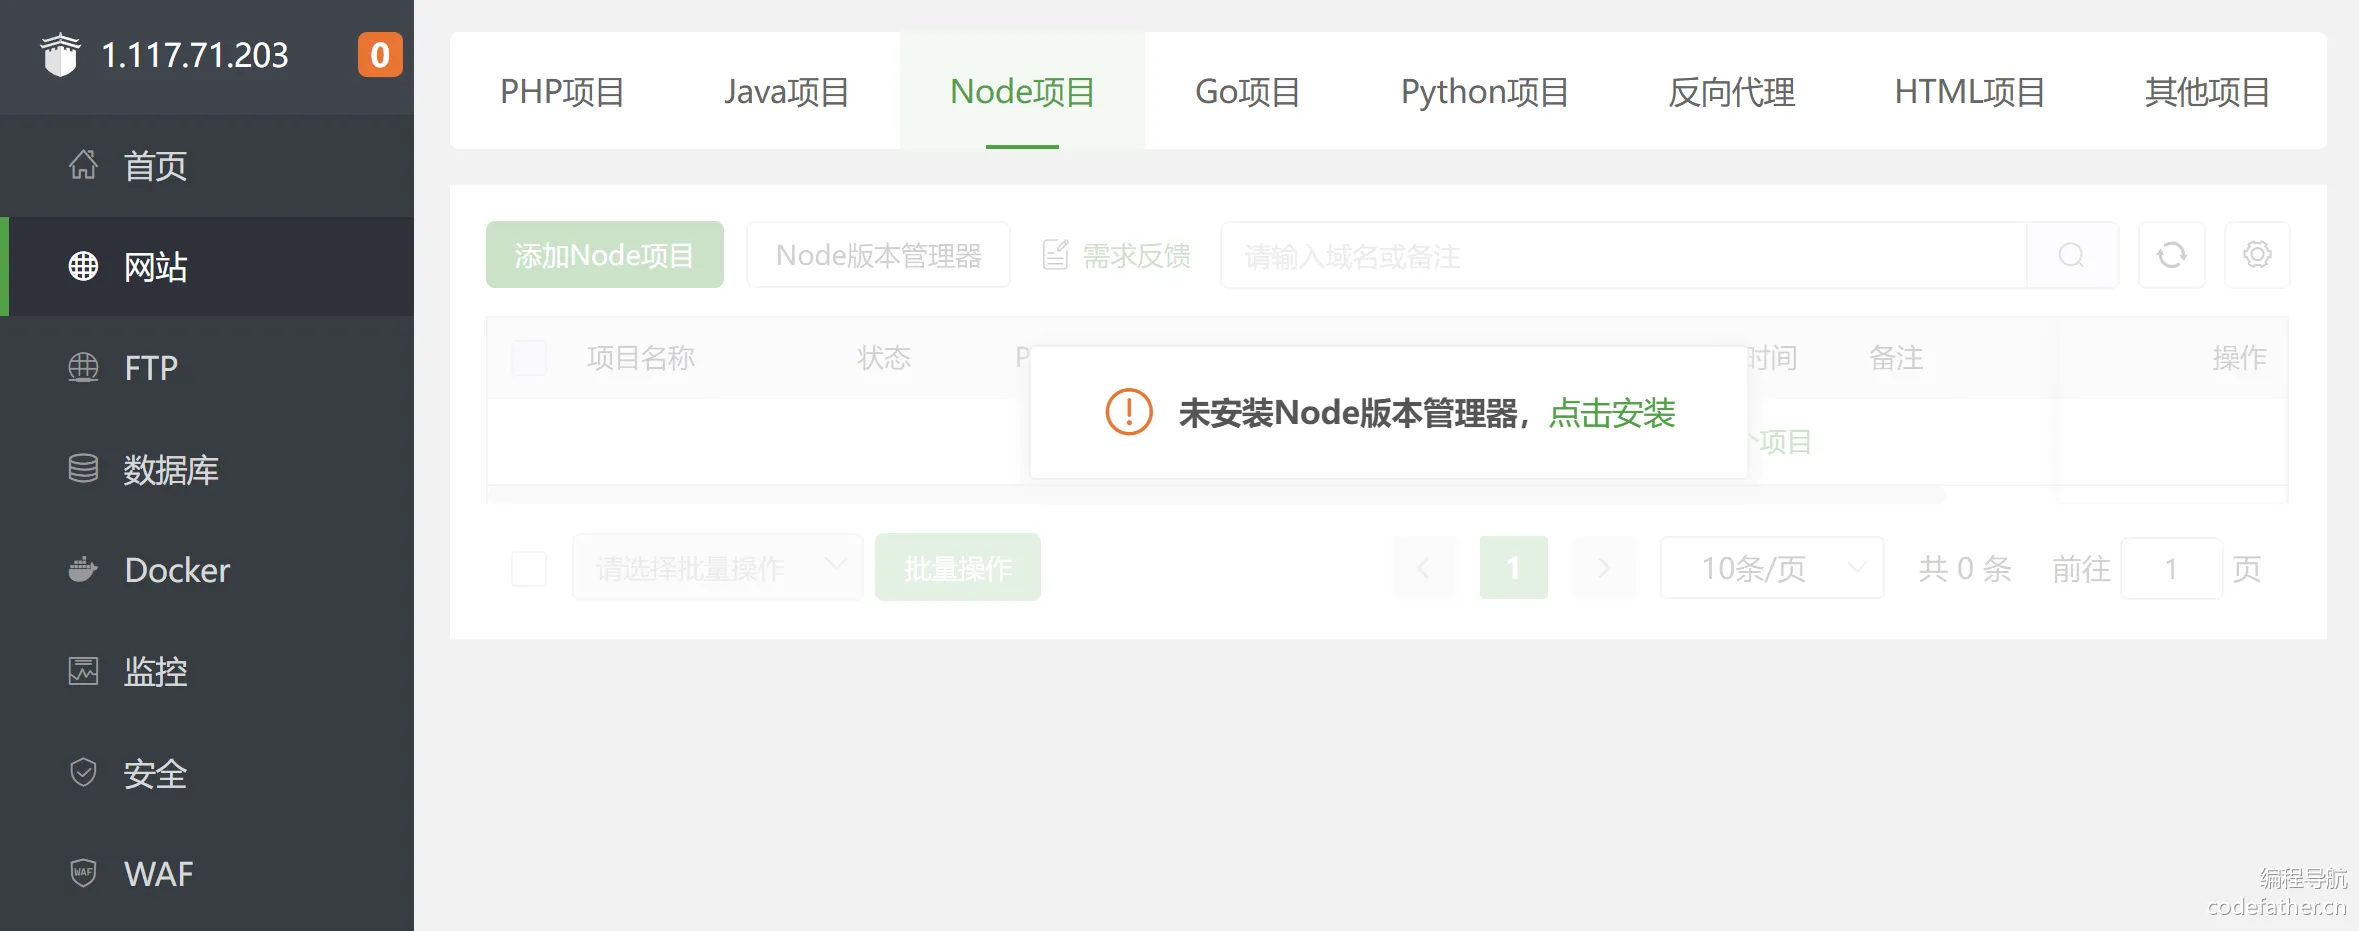 1.117.71.203
0
首页
网站
FTP
数据库
Docker
监控
安全
WAF
PHP项目
Java项目
Node项目
Go项目
Python项目
反向代理
HTML项目
其他项目
添加Node项目
Node版本管理器
需求反馈
请输入域名或备注
项目名称
状态
P
时间
备注
操作
未安装Node版本管理器，点击安装
项目
请选择批量操作
批量操作
1
10条/页
共 0 条
前往
1
页
编程导航
codefather.cn